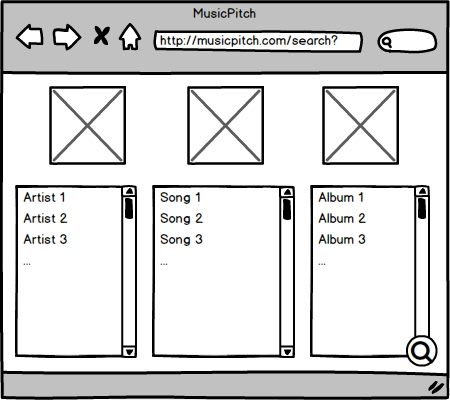 MusicPitch
http://musicpitch.com/search?
Artist 1
Artist 2
Artist 3
...
Song 1
Song 2
Song 3
...
Album 1
Album 2
Album 3
...